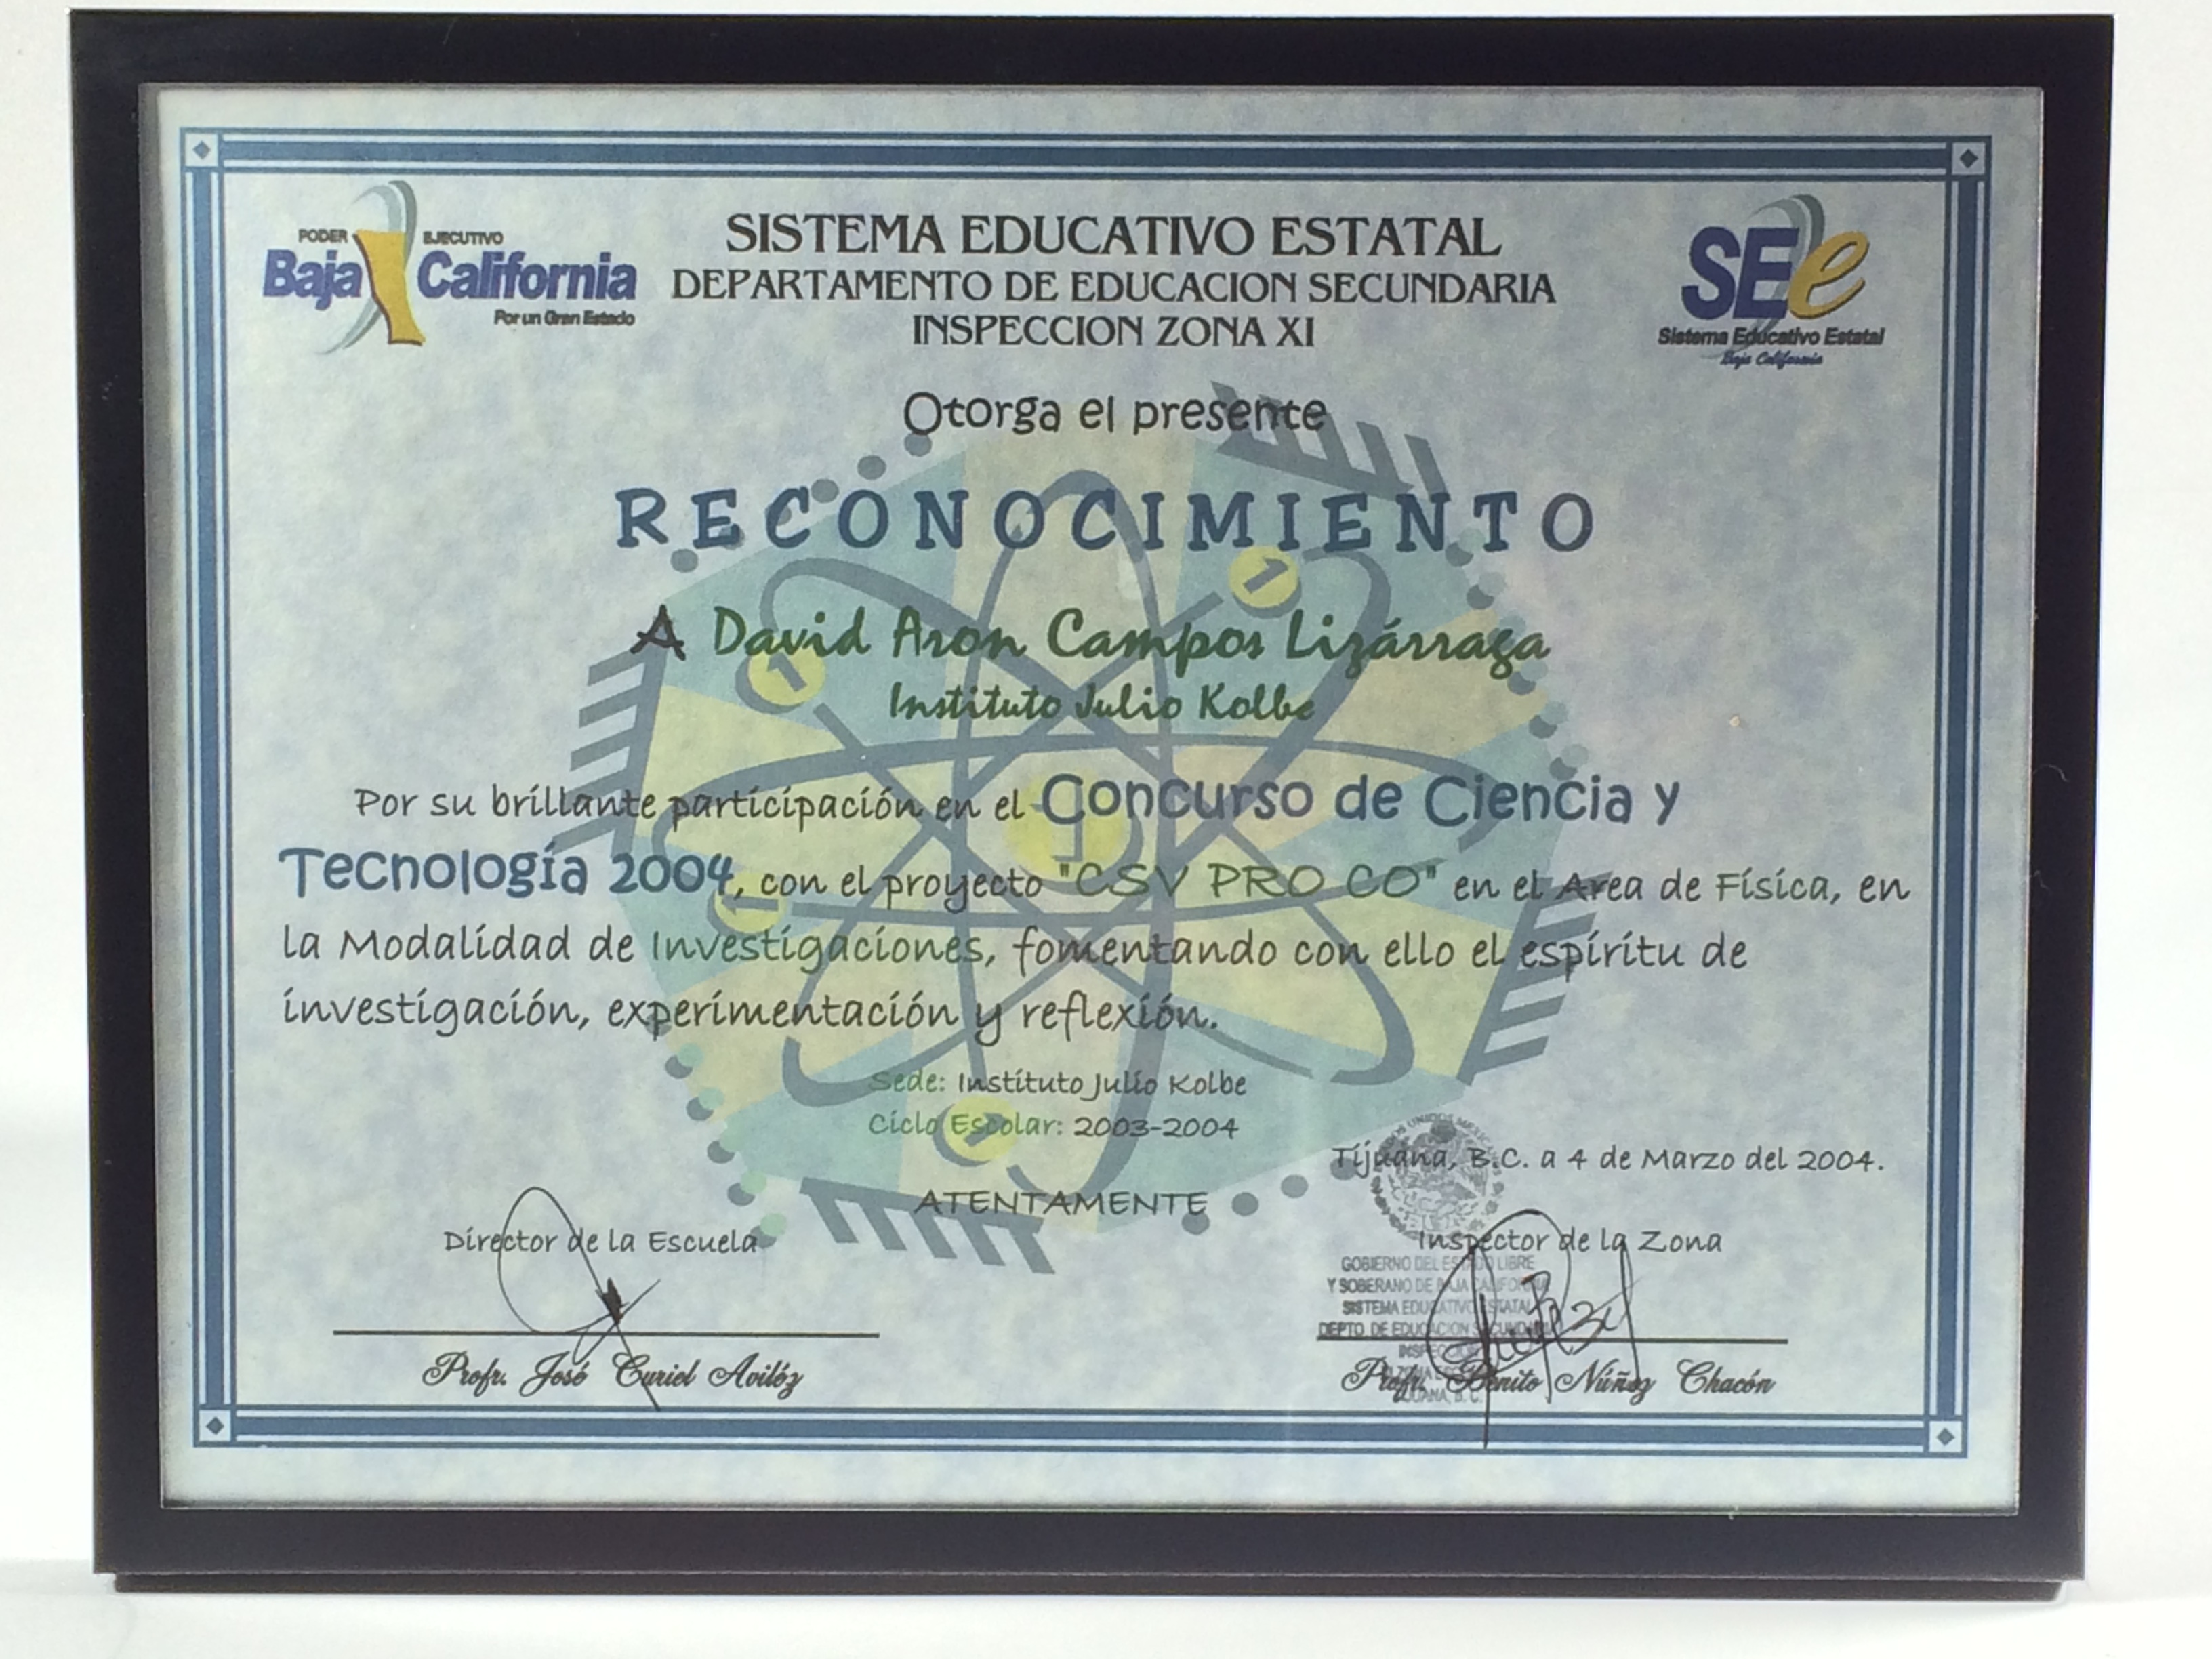 PODER EJECUTIVO
Baja California
Por un Gran Estado
SISTEMA EDUCATIVO ESTATAL
DEPARTAMENTO DE EDUCACION SECUNDARIA
INSPECCION ZONA XI
SEe
Sistema Educativo Estatal
Baja California
Otorga el presente
RECONOCIMIENTO
A David Aron Campos Lizárraga
Instituto Julio Kolbe
Por su brillante participación en el Concurso de Ciencia y
Tecnología 2004, con el proyecto "CSV PRO CO" en el Area de Física, en
la Modalidad de Investigaciones, fomentando con ello el espíritu de
investigación, experimentación y reflexión.
Sede: Instituto Julio Kolbe
Ciclo Escolar: 2003-2004
Tijuana, B.C. a 4 de Marzo del 2004.
ATENTAMENTE
Director de la Escuela
Inspector de la Zona
GOBIERNO DEL ESTADO LIBRE
Y SOBERANO DE BAJA CALIFORNIA
SISTEMA EDUCATIVO ESTATAL
DEPTO. DE EDUCACION SECUNDARIA
Profr. José Curiel Aviléz
Profr. Benito Núñez Chacón